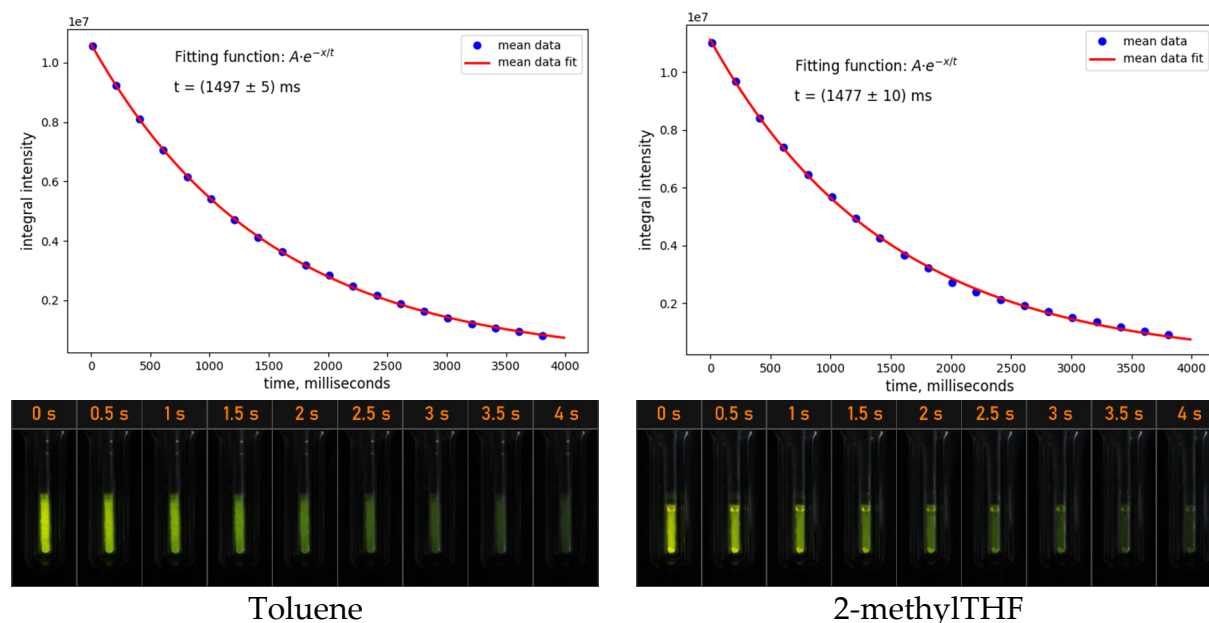 1e7
mean data
mean data fit
Fitting function: A·e^{−x/t}
t = (1497 ± 5) ms
1.0
0.8
0.6
0.4
0.2
integral intensity
0 500 1000 1500 2000 2500 3000 3500 4000
time, milliseconds
0 s 0.5 s 1 s 1.5 s 2 s 2.5 s 3 s 3.5 s 4 s
Toluene
1e7
mean data
mean data fit
Fitting function: A·e^{−x/t}
t = (1477 ± 10) ms
1.0
0.8
0.6
0.4
0.2
integral intensity
0 500 1000 1500 2000 2500 3000 3500 4000
time, milliseconds
0 s 0.5 s 1 s 1.5 s 2 s 2.5 s 3 s 3.5 s 4 s
2-methylTHF